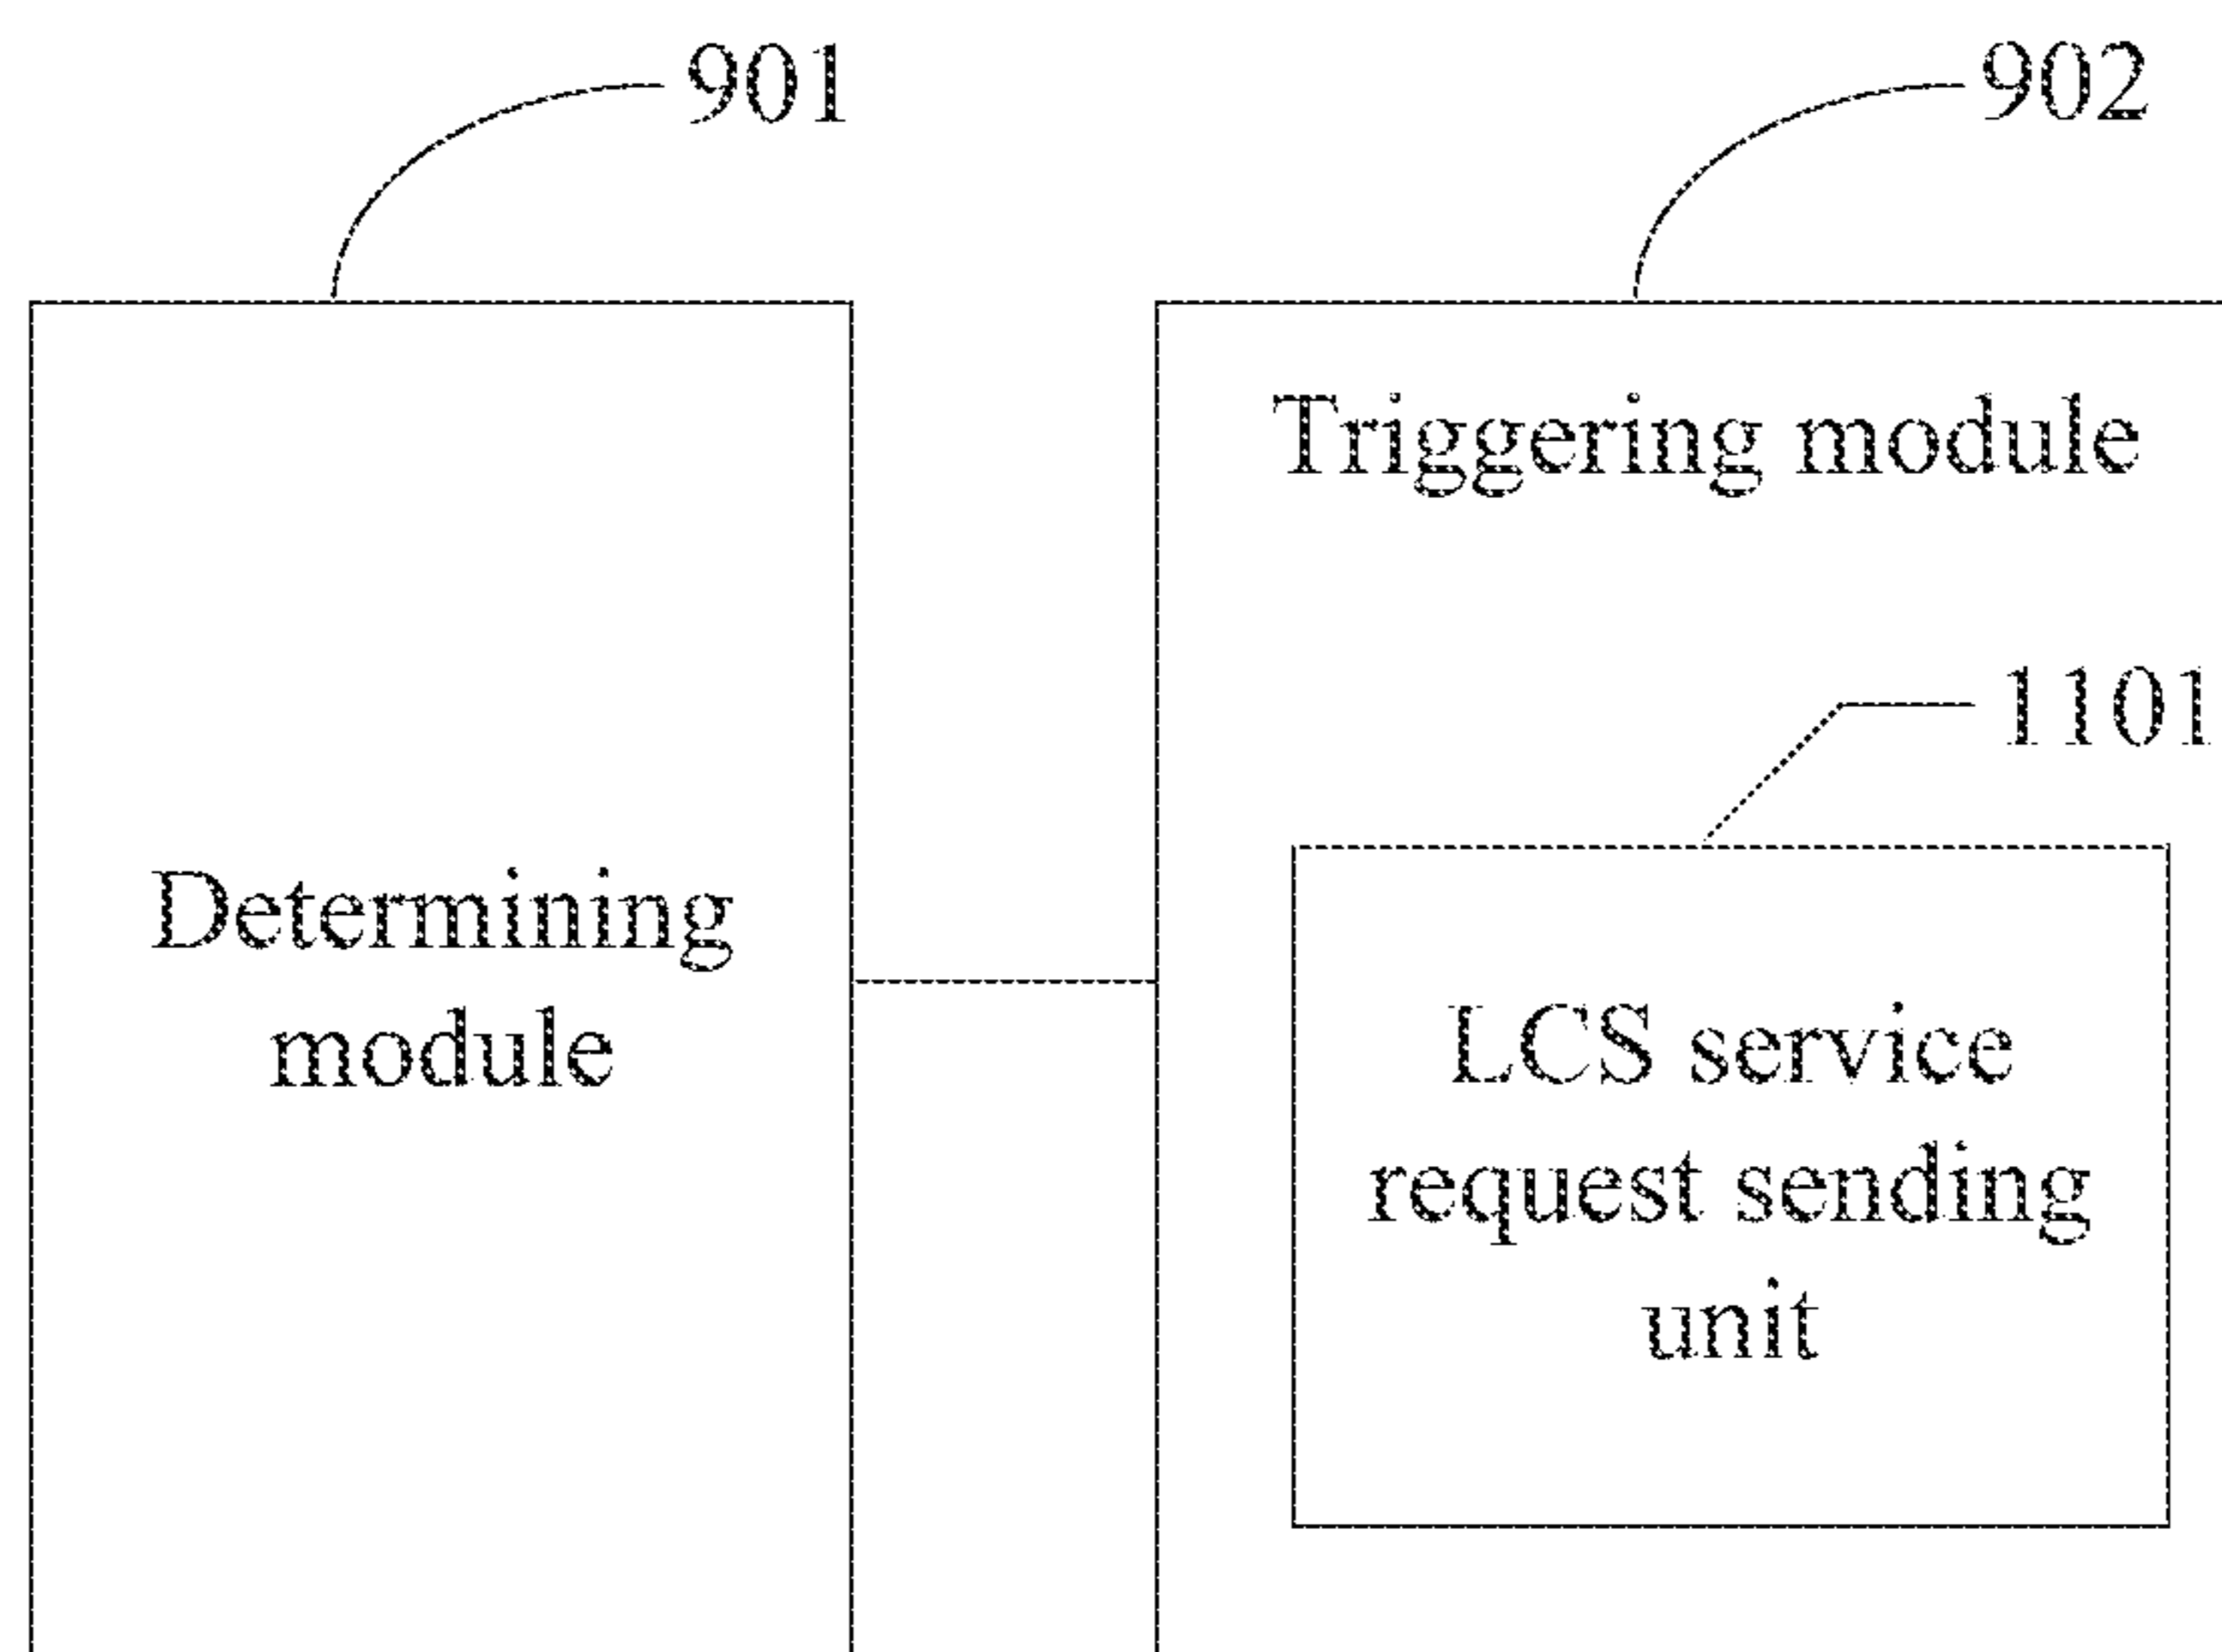 901
902
Triggering module
1101
Determining
module
LCS service
request sending
unit